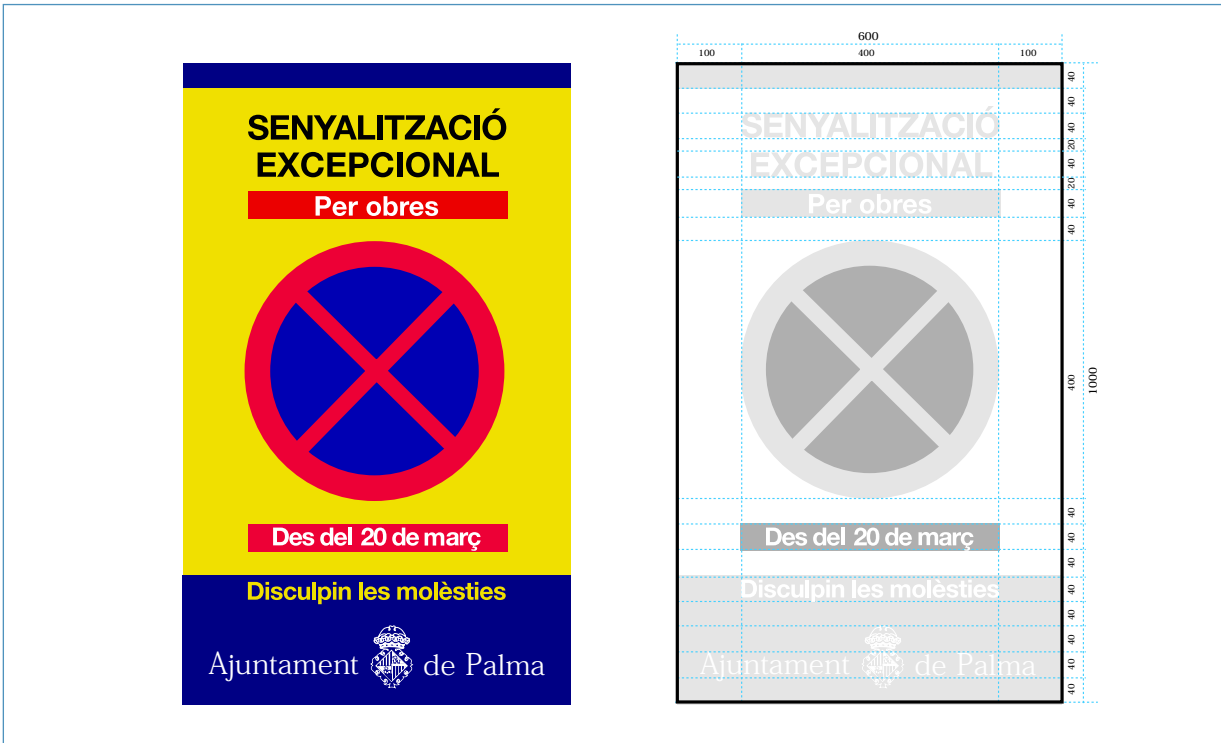 SENYALITZACIÓ
EXCEPCIONAL
Per obres
Des del 20 de març
Disculpin les molèsties
Ajuntament de Palma
600
100 400 100
SENYALITZACIÓ
EXCEPCIONAL
Per obres
Des del 20 de març
Disculpin les molèsties
Ajuntament de Palma
40
40
40
20
40
20
40
40
400
1000
40
40
40
40
40
40
40
40